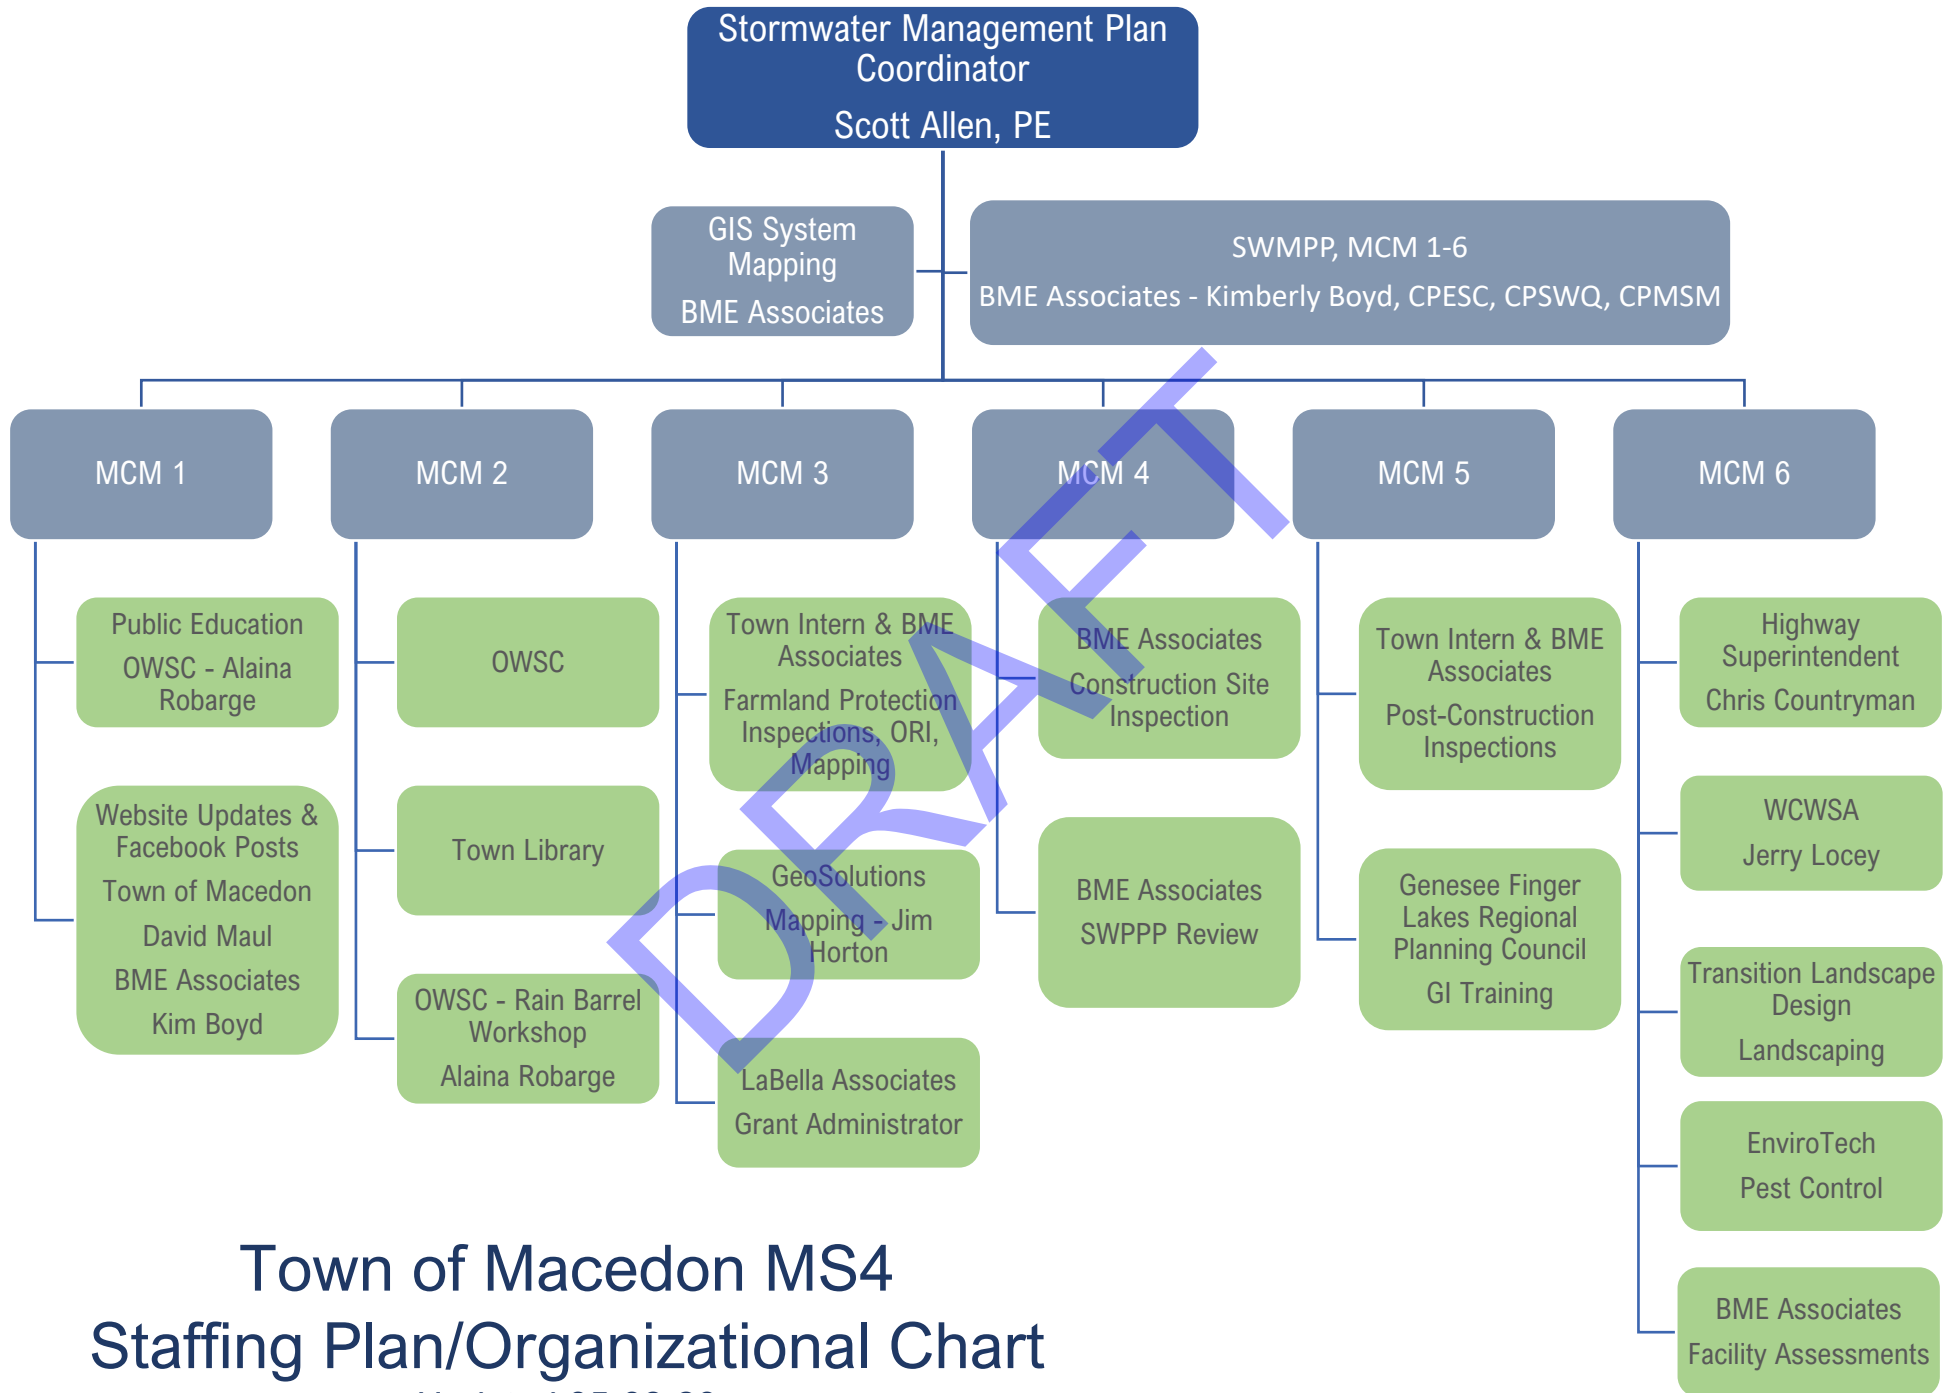 Stormwater Management Plan
Coordinator
Scott Allen, PE
GIS System
Mapping
BME Associates
SWMPP, MCM 1-6
BME Associates - Kimberly Boyd, CPESC, CPSWQ, CPMSM
MCM 1
MCM 2
MCM 3
MCM 4
MCM 5
MCM 6
Public Education
OWSC - Alaina
Robarge
Website Updates &
Facebook Posts
Town of Macedon
David Maul
BME Associates
Kim Boyd
OWSC
Town Library
OWSC - Rain Barrel
Workshop
Alaina Robarge
Town Intern & BME
Associates
Farmland Protection
Inspections, ORI,
Mapping
GeoSolutions
Mapping - Jim
Horton
LaBella Associates
Grant Administrator
BME Associates
Construction Site
Inspection
BME Associates
SWPPP Review
Town Intern & BME
Associates
Post-Construction
Inspections
Genesee Finger
Lakes Regional
Planning Council
GI Training
Highway
Superintendent
Chris Countryman
WCWSA
Jerry Locey
Transition Landscape
Design
Landscaping
EnviroTech
Pest Control
BME Associates
Facility Assessments
DRAFT
Town of Macedon MS4
Staffing Plan/Organizational Chart